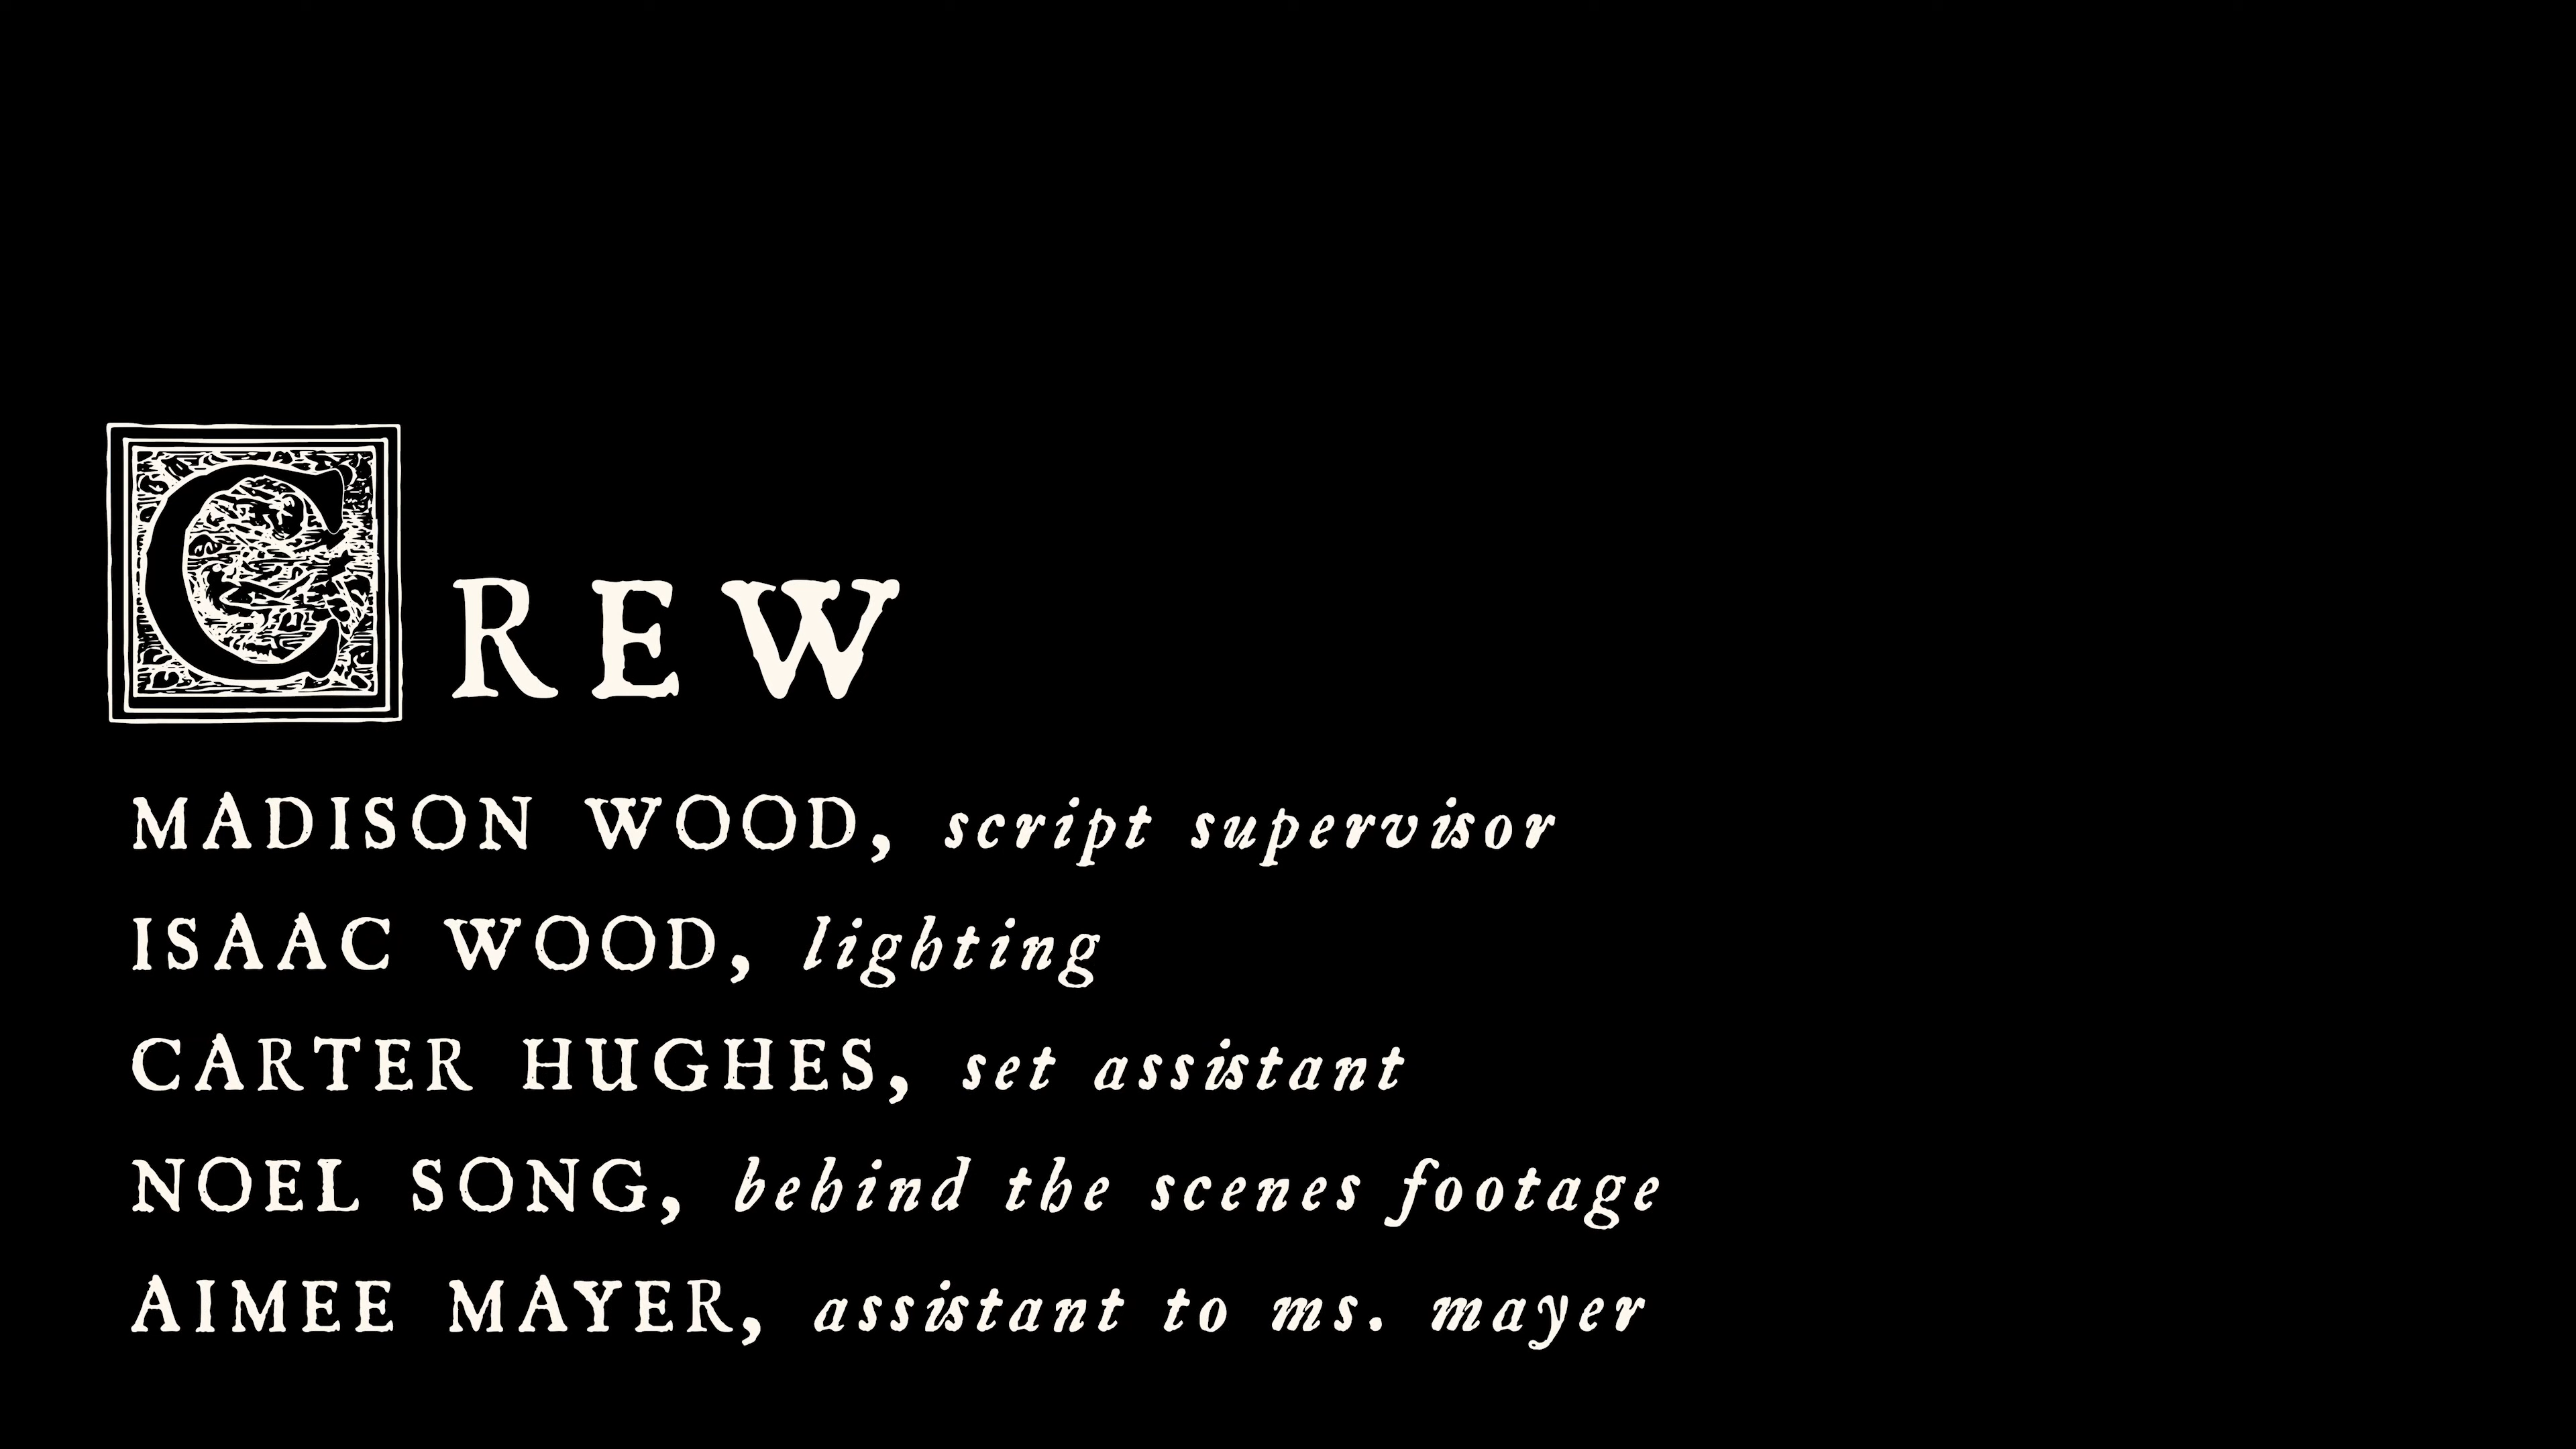 CREW
MADISON WOOD, script supervisor
ISAAC WOOD, lighting
CARTER HUGHES, set assistant
NOEL SONG, behind the scenes footage
AIMEE MAYER, assistant to ms. mayer